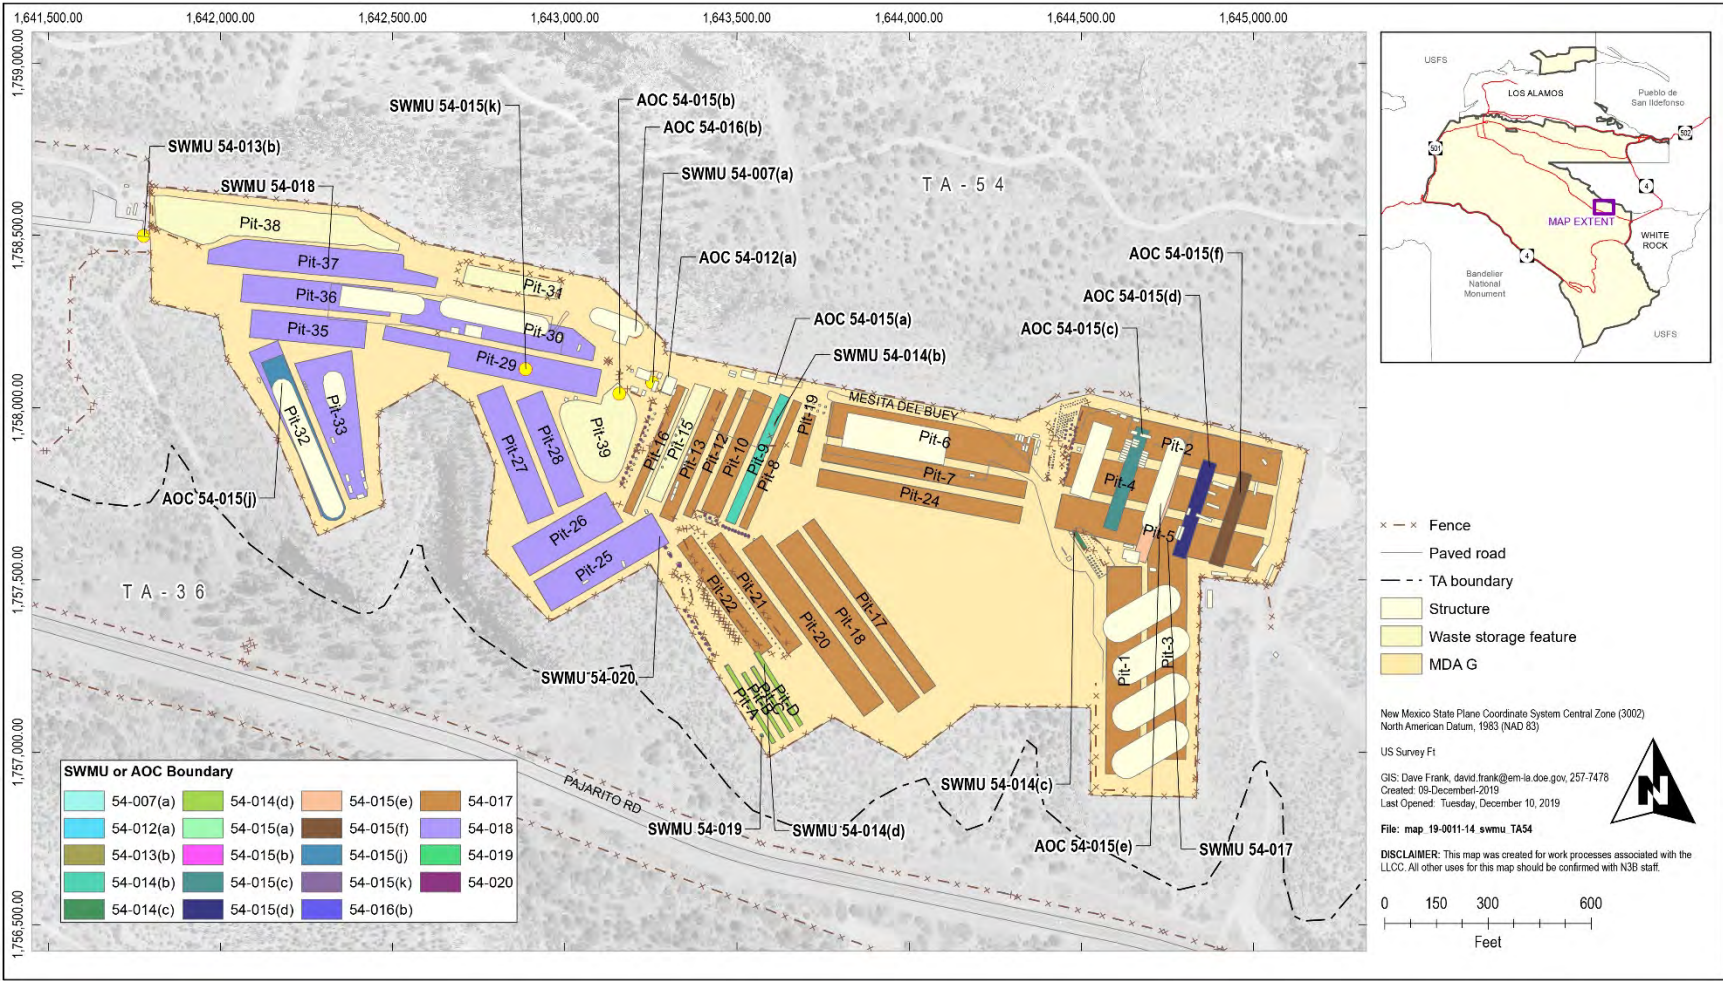 1,641,500.00
1,642,000.00
1,642,500.00
1,643,000.00
1,643,500.00
1,644,000.00
1,644,500.00
1,645,000.00
1,759,000.00
1,758,500.00
1,758,000.00
1,757,500.00
1,757,000.00
1,756,500.00
SWMU 54-015(k)
AOC 54-015(b)
AOC 54-016(b)
SWMU 54-013(b)
SWMU 54-007(a)
SWMU 54-018
TA-54
AOC 54-012(a)
AOC 54-015(f)
AOC 54-015(d)
AOC 54-015(a)
AOC 54-015(c)
SWMU 54-014(b)
Pit-38
Pit-37
Pit-31
Pit-36
Pit-30
Pit-35
Pit-29
Pit-32
Pit-33
Pit-27
Pit-28
Pit-39
Pit-16
Pit-15
Pit-13
Pit-12
Pit-10
Pit-9
Pit-8
Pit-19
MESITA DEL BUEY
Pit-6
Pit-7
Pit-24
Pit-2
Pit-4
Pit-5
AOC 54-015(j)
Pit-26
Pit-25
Pit-22
Pit-21
Pit-20
Pit-18
Pit-17
Pit-1
Pit-3
TA-36
SWMU 54-020
Pit-A
Pit-B
Pit-C
Pit-D
PAJARITO RD
SWMU 54-014(c)
SWMU 54-019
SWMU 54-014(d)
AOC 54-015(e)
SWMU 54-017
SWMU or AOC Boundary
54-007(a)
54-014(d)
54-015(e)
54-017
54-012(a)
54-015(a)
54-015(f)
54-018
54-013(b)
54-015(b)
54-015(j)
54-019
54-014(b)
54-015(c)
54-015(k)
54-020
54-014(c)
54-015(d)
54-016(b)
USFS
LOS ALAMOS
Pueblo de
San Ildefonso
502
501
4
MAP EXTENT
WHITE
ROCK
4
Bandelier
National
Monument
USFS
Fence
Paved road
TA boundary
Structure
Waste storage feature
MDA G
New Mexico State Plane Coordinate System Central Zone (3002)
North American Datum, 1983 (NAD 83)
US Survey Ft
GIS: Dave Frank, david.frank@em-la.doe.gov, 257-7478
Created: 09-December-2019
Last Opened: Tuesday, December 10, 2019
File: map_19-0011-14_swmu_TA54
DISCLAIMER: This map was created for work processes associated with the
LLCC. All other uses for this map should be confirmed with N3B staff.
N
0 150 300 600
Feet